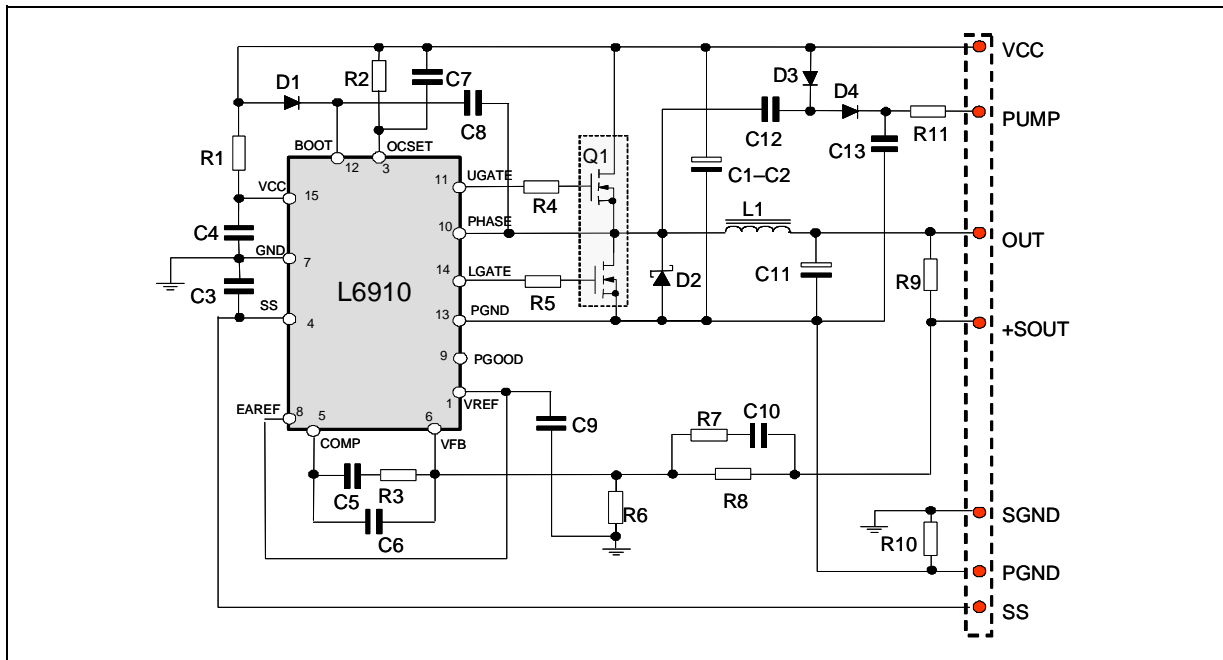 VCC
D3
R2
C7
D1
D4
PUMP
C12
R11
C8
C13
R1
BOOT
OCSET
12
3
Q1
C1–C2
11
UGATE
VCC
15
R4
L1
C4
10
PHASE
OUT
GND
7
C11
14
LGATE
D2
R9
C3
L6910
R5
SS
4
13
PGND
+SOUT
9
PGOOD
1
VREF
EAREF
8
5
6
COMP
VFB
C9
R7
C10
C5
R3
R8
R6
SGND
C6
R10
PGND
SS